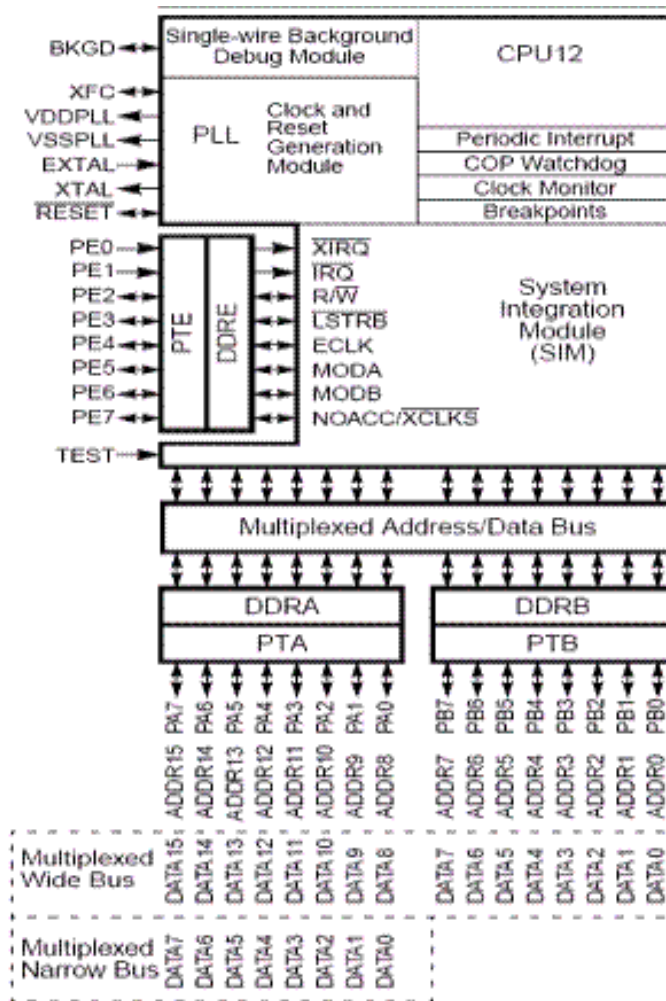 BKGD
Single-wire Background
Debug Module
CPU12
XFC
VDDPLL
VSSPLL
EXTAL
XTAL
RESET
PLL
Clock and
Reset
Generation
Module
Periodic Interrupt
COP Watchdog
Clock Monitor
Breakpoints
PE0
PE1
PE2
PE3
PE4
PE5
PE6
PE7
PTE
DDRE
XIRQ
IRQ
R/W
LSTRB
ECLK
MODA
MODB
NOACC/XCLKS
System
Integration
Module
(SIM)
TEST
Multiplexed Address/Data Bus
DDRA
PTA
DDRB
PTB
PA7 PA6 PA5 PA4 PA3 PA2 PA1 PA0 PB7 PB6 PB5 PB4 PB3 PB2 PB1 PB0
ADDR15 ADDR14 ADDR13 ADDR12 ADDR11 ADDR10 ADDR9 ADDR8 ADDR7 ADDR6 ADDR5 ADDR4 ADDR3 ADDR2 ADDR1 ADDR0
Multiplexed
Wide Bus
DATA15 DATA14 DATA13 DATA12 DATA11 DATA10 DATA9 DATA8 DATA7 DATA6 DATA5 DATA4 DATA3 DATA2 DATA1 DATA0
Multiplexed
Narrow Bus
DATA7 DATA6 DATA5 DATA4 DATA3 DATA2 DATA1 DATA0